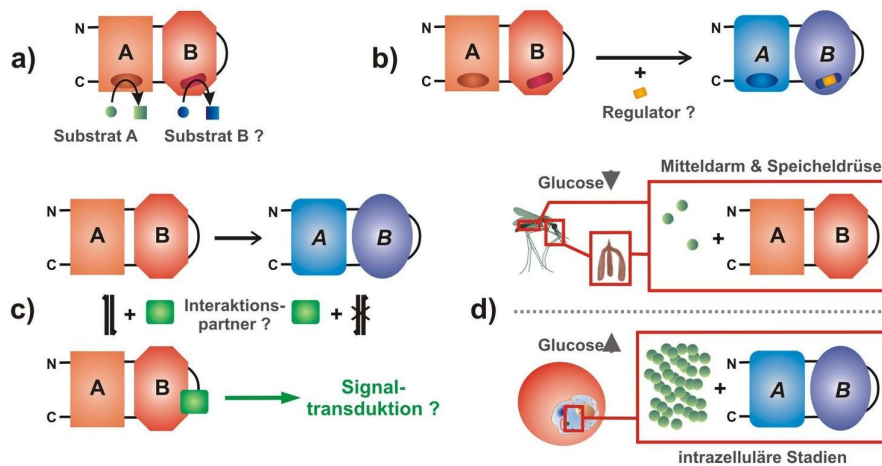 a)
N
A
B
C
Substrat A
Substrat B ?
b)
N
A
B
C
+
Regulator ?
A
B
N
A
B
C
N
A
B
C
c)
+
Interaktions-
partner ?
+
N
A
B
C
Signal-
transduktion ?
Mitteldarm & Speicheldrüse
Glucose
+
N
A
B
C
d)
Glucose
+
N
A
B
C
intrazelluläre Stadien